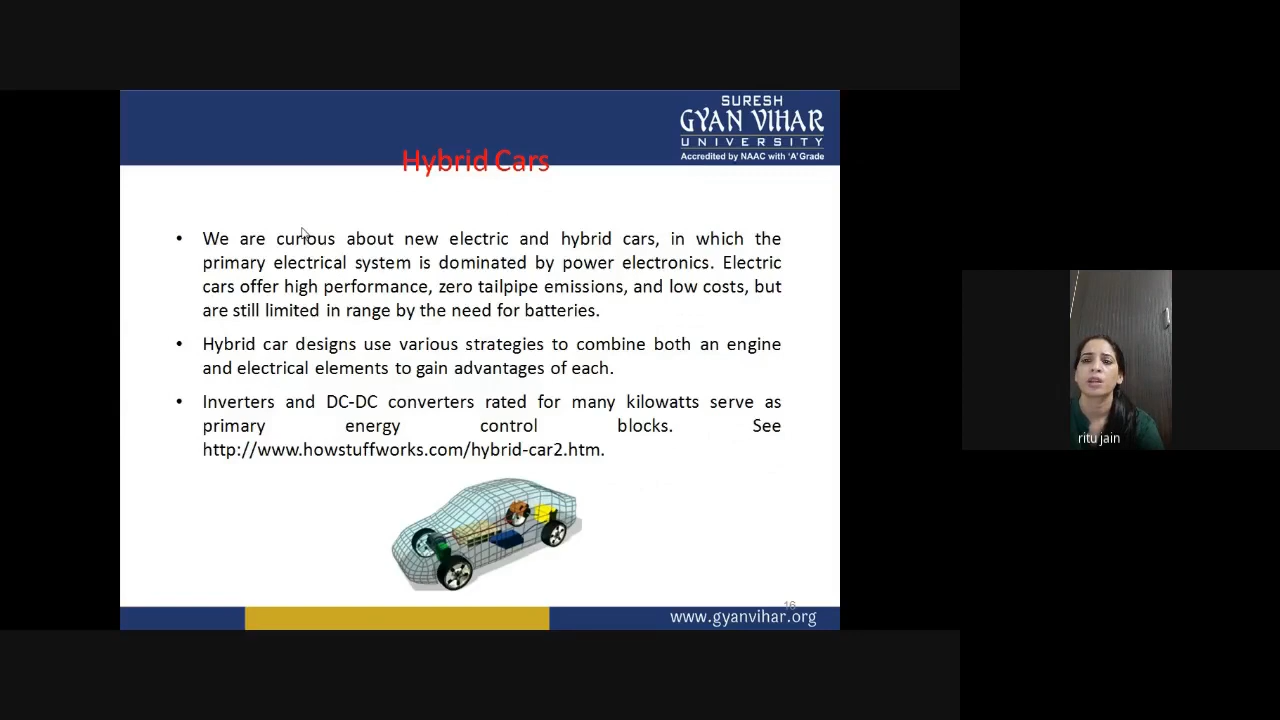 SURESH
GYAN VIHAR
UNIVERSITY
Accredited by NAAC with 'A' Grade
Hybrid Cars
• We are curious about new electric and hybrid cars, in which the
primary electrical system is dominated by power electronics. Electric
cars offer high performance, zero tailpipe emissions, and low costs, but
are still limited in range by the need for batteries.
• Hybrid car designs use various strategies to combine both an engine
and electrical elements to gain advantages of each.
• Inverters and DC-DC converters rated for many kilowatts serve as
primary energy control blocks. See
http://www.howstuffworks.com/hybrid-car2.htm.
16
www.gyanvihar.org
ritu jain